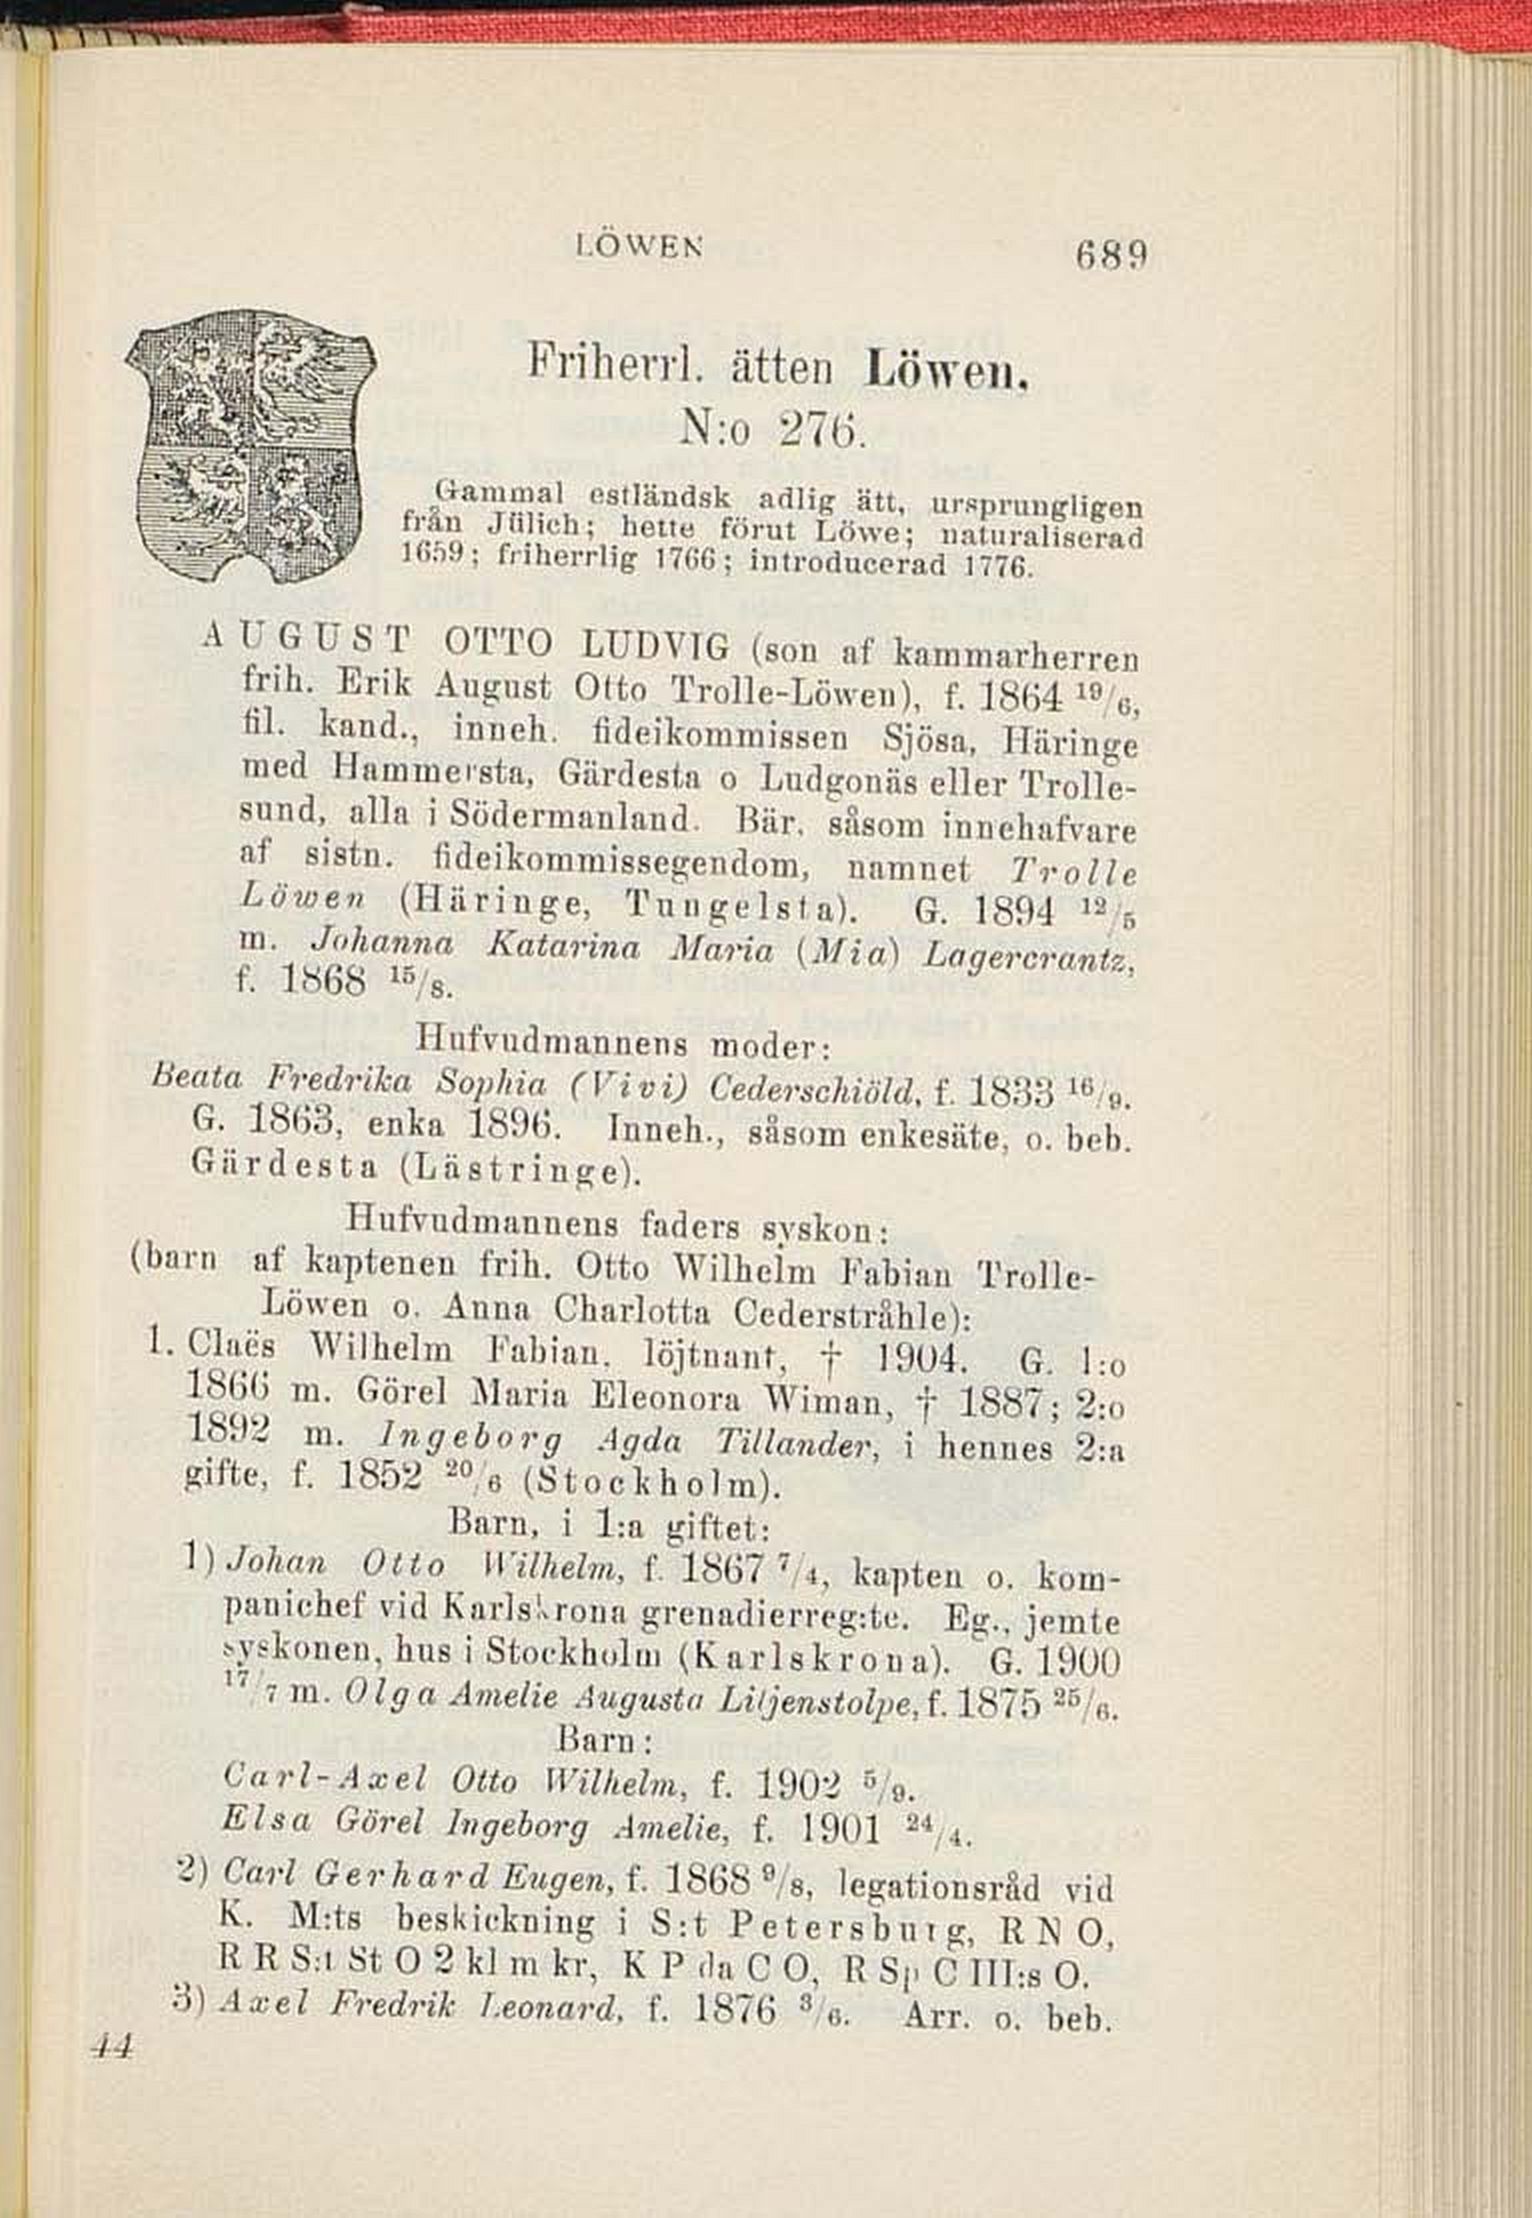 LÖWEN 689
Friherrl. ätten Löwen.
N:o 276.
Gammal estländsk adlig ätt, ursprungligen
från Jülich; hette förut Löwe; naturaliserad
1659; friherrlig 1766; introducerad 1776.
AUGUST OTTO LUDVIG (son af kammarherren
frih. Erik August Otto Trolle-Löwen), f. 1864 19/6,
fil. kand., inneh. fideikommissen Sjösa, Häringe
med Hammersta, Gärdesta o Ludgonäs eller Trolle-
sund, alla i Södermanland. Bär, såsom innehafvare
af sistn. fideikommissegendom, namnet Trolle
Löwen (Häringe, Tungelsta). G. 1894 12/5
m. Johanna Katarina Maria (Mia) Lagercrantz,
f. 1868 15/8.
Hufvudmannens moder:
Beata Fredrika Sophia (Vivi) Cederschiöld, f. 1833 16/9.
G. 1863, enka 1896. Inneh., såsom enkesäte, o. beb.
Gärdesta (Lästringe).
Hufvudmannens faders syskon:
(barn af kaptenen frih. Otto Wilhelm Fabian Trolle-
Löwen o. Anna Charlotta Cederstråhle):
1. Claës Wilhelm Fabian, löjtnant, † 1904. G. 1:o
1866 m. Görel Maria Eleonora Wiman, † 1887; 2:o
1892 m. Ingeborg Agda Tillander, i hennes 2:a
gifte, f. 1852 20/6 (Stockholm).
Barn, i 1:a giftet:
1) Johan Otto Wilhelm, f. 1867 7/4, kapten o. kom-
panichef vid Karlskrona grenadierreg:te. Eg., jemte
syskonen, hus i Stockholm (Karlskrona). G. 1900
17/7 m. Olga Amelie Augusta Liljenstolpe, f. 1875 25/6.
Barn:
Carl-Axel Otto Wilhelm, f. 1902 5/9.
Elsa Görel Ingeborg Amelie, f. 1901 24/4.
2) Carl Gerhard Eugen, f. 1868 9/8, legationsråd vid
K. M:ts beskickning i S:t Petersburg, R N O,
R R S:t St O 2 kl m kr, K P da C O, R Sp C III:s O.
3) Axel Fredrik Leonard, f. 1876 3/6. Arr. o. beb.
44